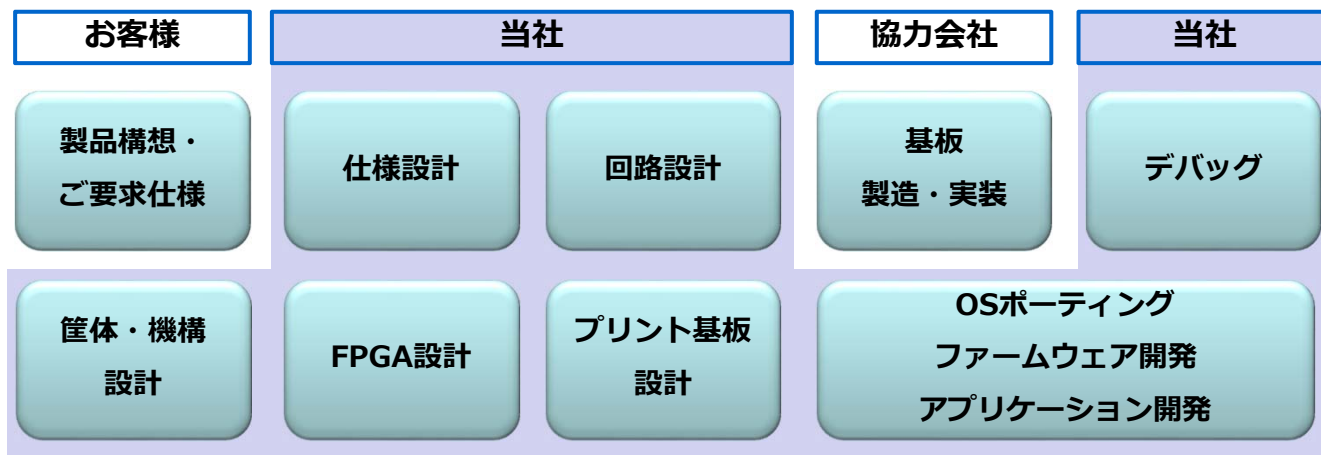 お客様
当社
協力会社
当社
製品構想・
ご要求仕様
仕様設計
回路設計
基板
製造・実装
デバッグ
筐体・機構
設計
FPGA設計
プリント基板
設計
OSポーティング
ファームウェア開発
アプリケーション開発